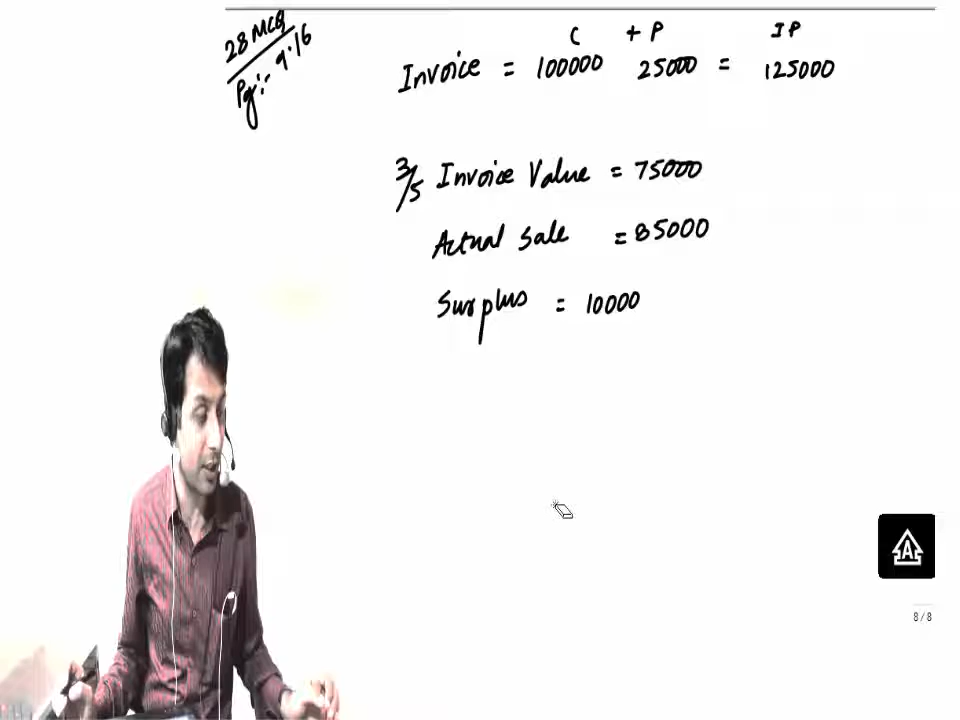 28 MCQ
Pg:- 9.16
C + P IP
Invoice = 100000 25000 = 125000
3/5 Invoice Value = 75000
Actual Sale = 85000
Surplus = 10000
A
8/8